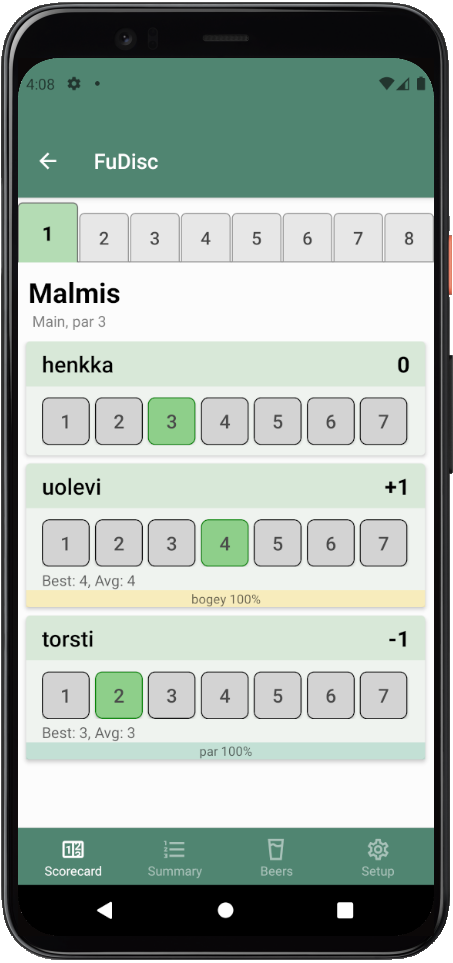 4:08
FuDisc
1 2 3 4 5 6 7 8
Malmis
Main, par 3
henkka 0
1 2 3 4 5 6 7
uolevi +1
1 2 3 4 5 6 7
Best: 4, Avg: 4
bogey 100%
torsti -1
1 2 3 4 5 6 7
Best: 3, Avg: 3
par 100%
Scorecard Summary Beers Setup